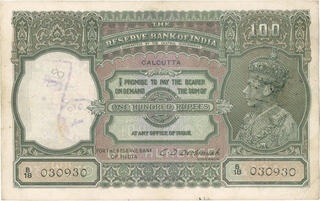 THE
RESERVE BANK OF INDIA
100
CALCUTTA
I PROMISE TO PAY THE BEARER
ON DEMAND THE SUM OF
ONE HUNDRED RUPEES
AT ANY OFFICE OF ISSUE.
FOR THE RESERVE BANK
OF INDIA
030930
030930